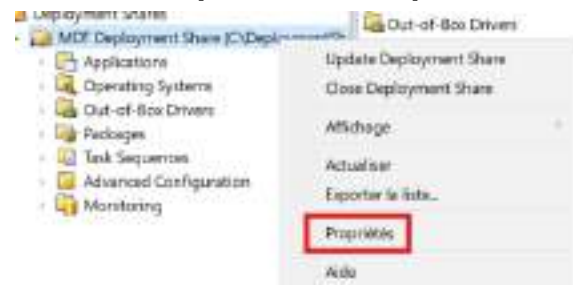 Deployment Shares
MDT Deployment Share (C:\Deployment
Applications
Operating Systems
Out-of-Box Drivers
Packages
Task Sequences
Advanced Configuration
Monitoring
Out-of-Box Drivers
Update Deployment Share
Close Deployment Share
Affichage
Actualiser
Exporter la liste...
Propriétés
Aide